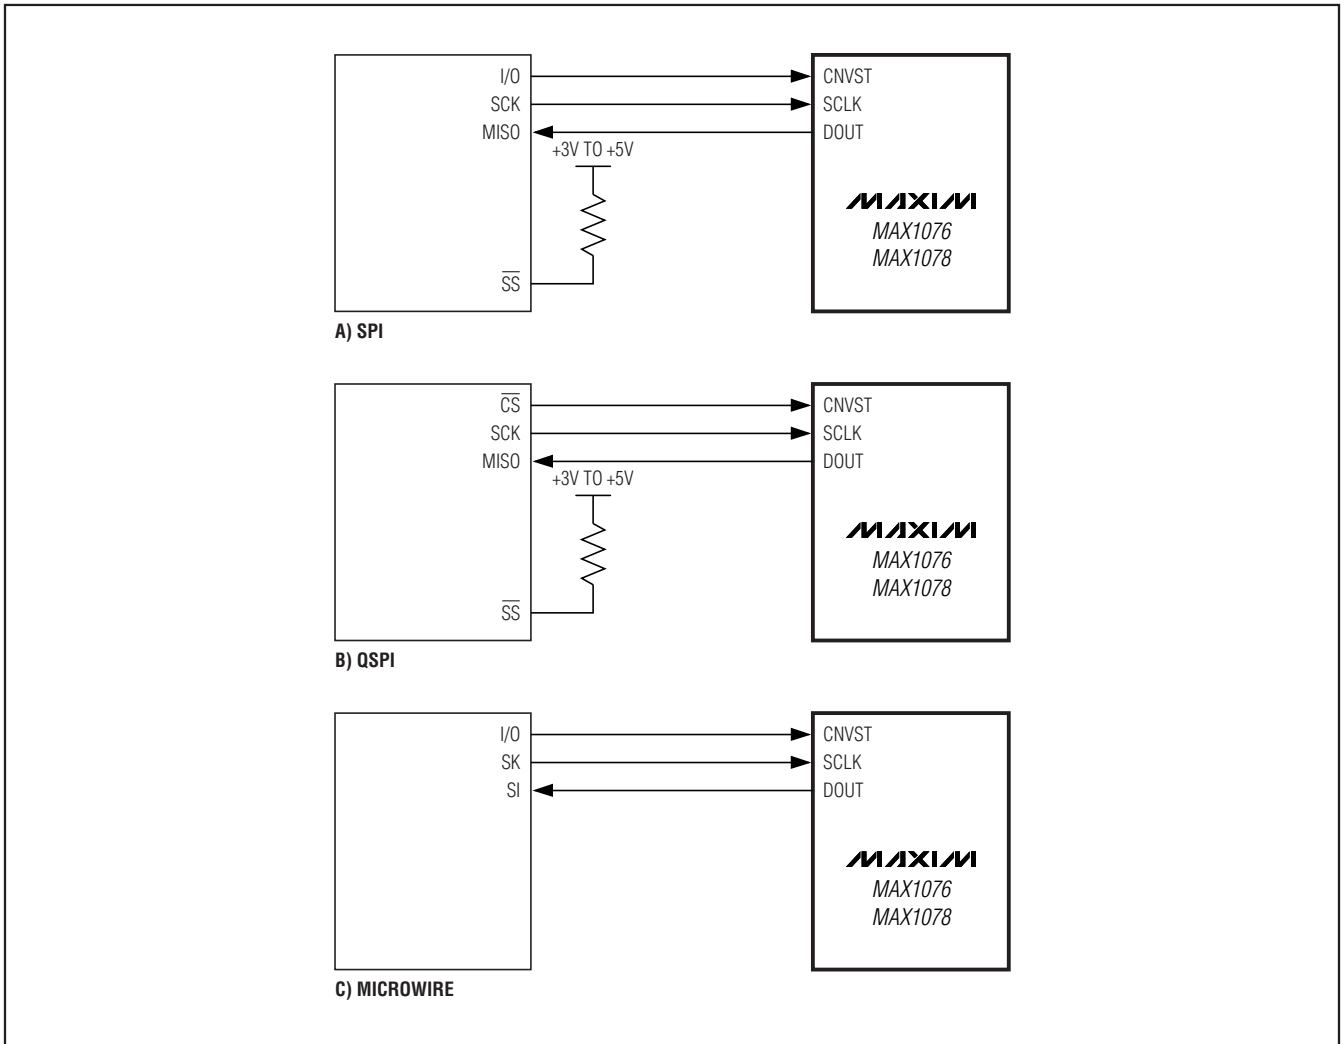 I/O CNVST
SCK SCLK
MISO DOUT
+3V TO +5V
MAXIM
MAX1076
MAX1078
SS
A) SPI
CS CNVST
SCK SCLK
MISO DOUT
+3V TO +5V
MAXIM
MAX1076
MAX1078
SS
B) QSPI
I/O CNVST
SK SCLK
SI DOUT
MAXIM
MAX1076
MAX1078
C) MICROWIRE